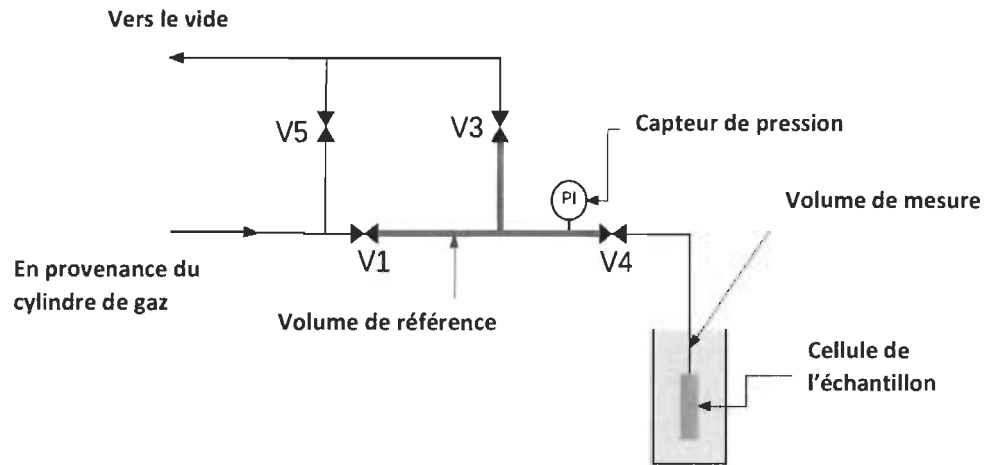 Vers le vide
V5
V3
Capteur de pression
PI
Volume de mesure
V1
V4
En provenance du
cylindre de gaz
Volume de référence
Cellule de
l'échantillon